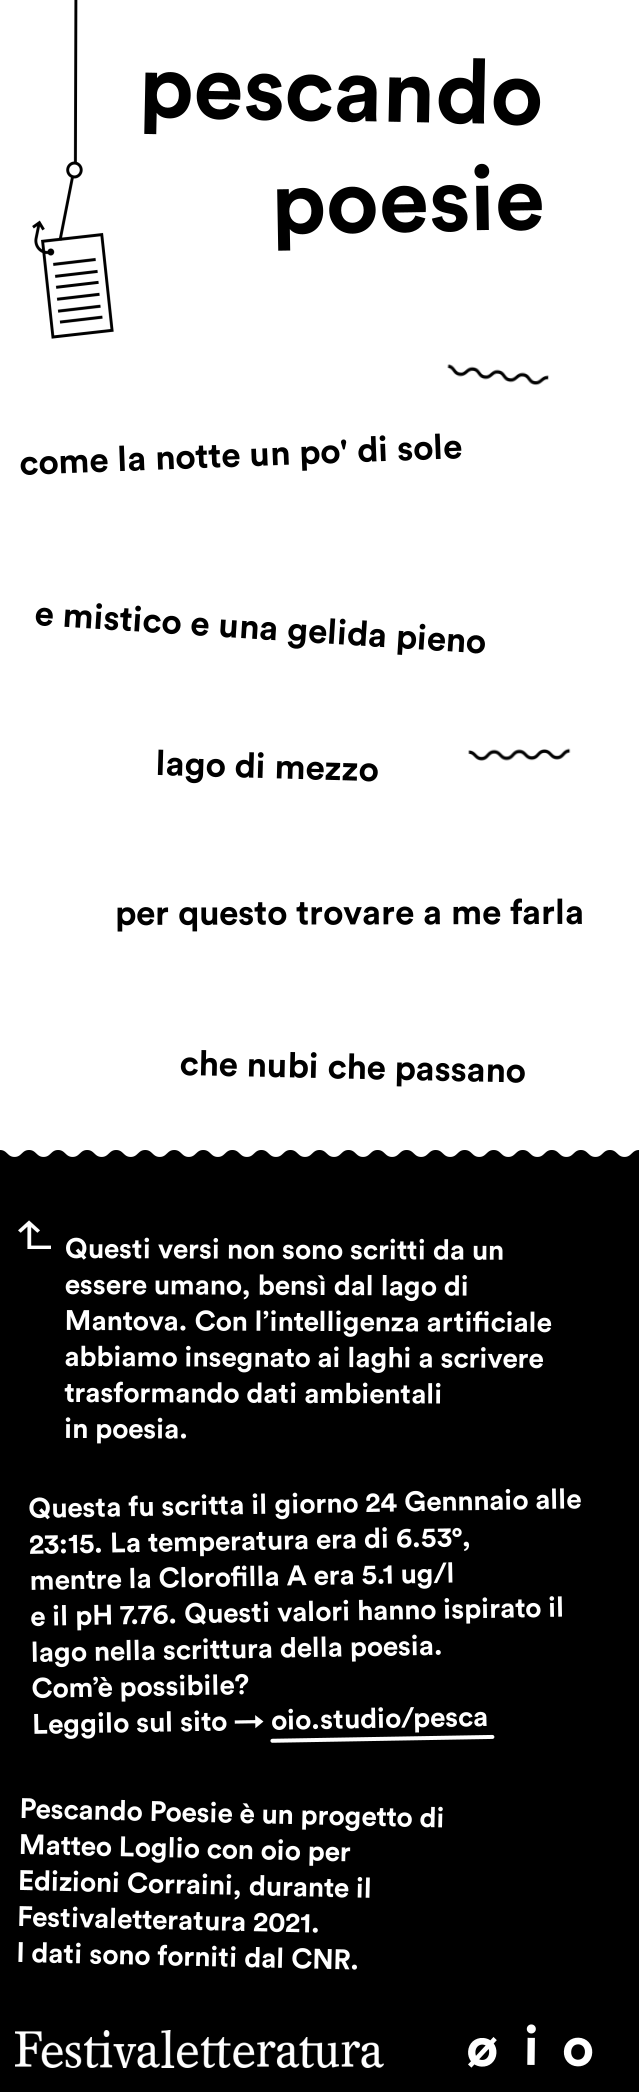 pescando
poesie
come la notte un po' di sole
e mistico e una gelida pieno
lago di mezzo
per questo trovare a me farla
che nubi che passano
Questi versi non sono scritti da un
essere umano, bensì dal lago di
Mantova. Con l’intelligenza artificiale
abbiamo insegnato ai laghi a scrivere
trasformando dati ambientali
in poesia.
Questa fu scritta il giorno 24 Gennnaio alle
23:15. La temperatura era di 6.53°,
mentre la Clorofilla A era 5.1 ug/l
e il pH 7.76. Questi valori hanno ispirato il
lago nella scrittura della poesia.
Com’è possibile?
Leggilo sul sito → oio.studio/pesca
Pescando Poesie è un progetto di
Matteo Loglio con oio per
Edizioni Corraini, durante il
Festivaletteratura 2021.
I dati sono forniti dal CNR.
Festivaletteratura ø i o